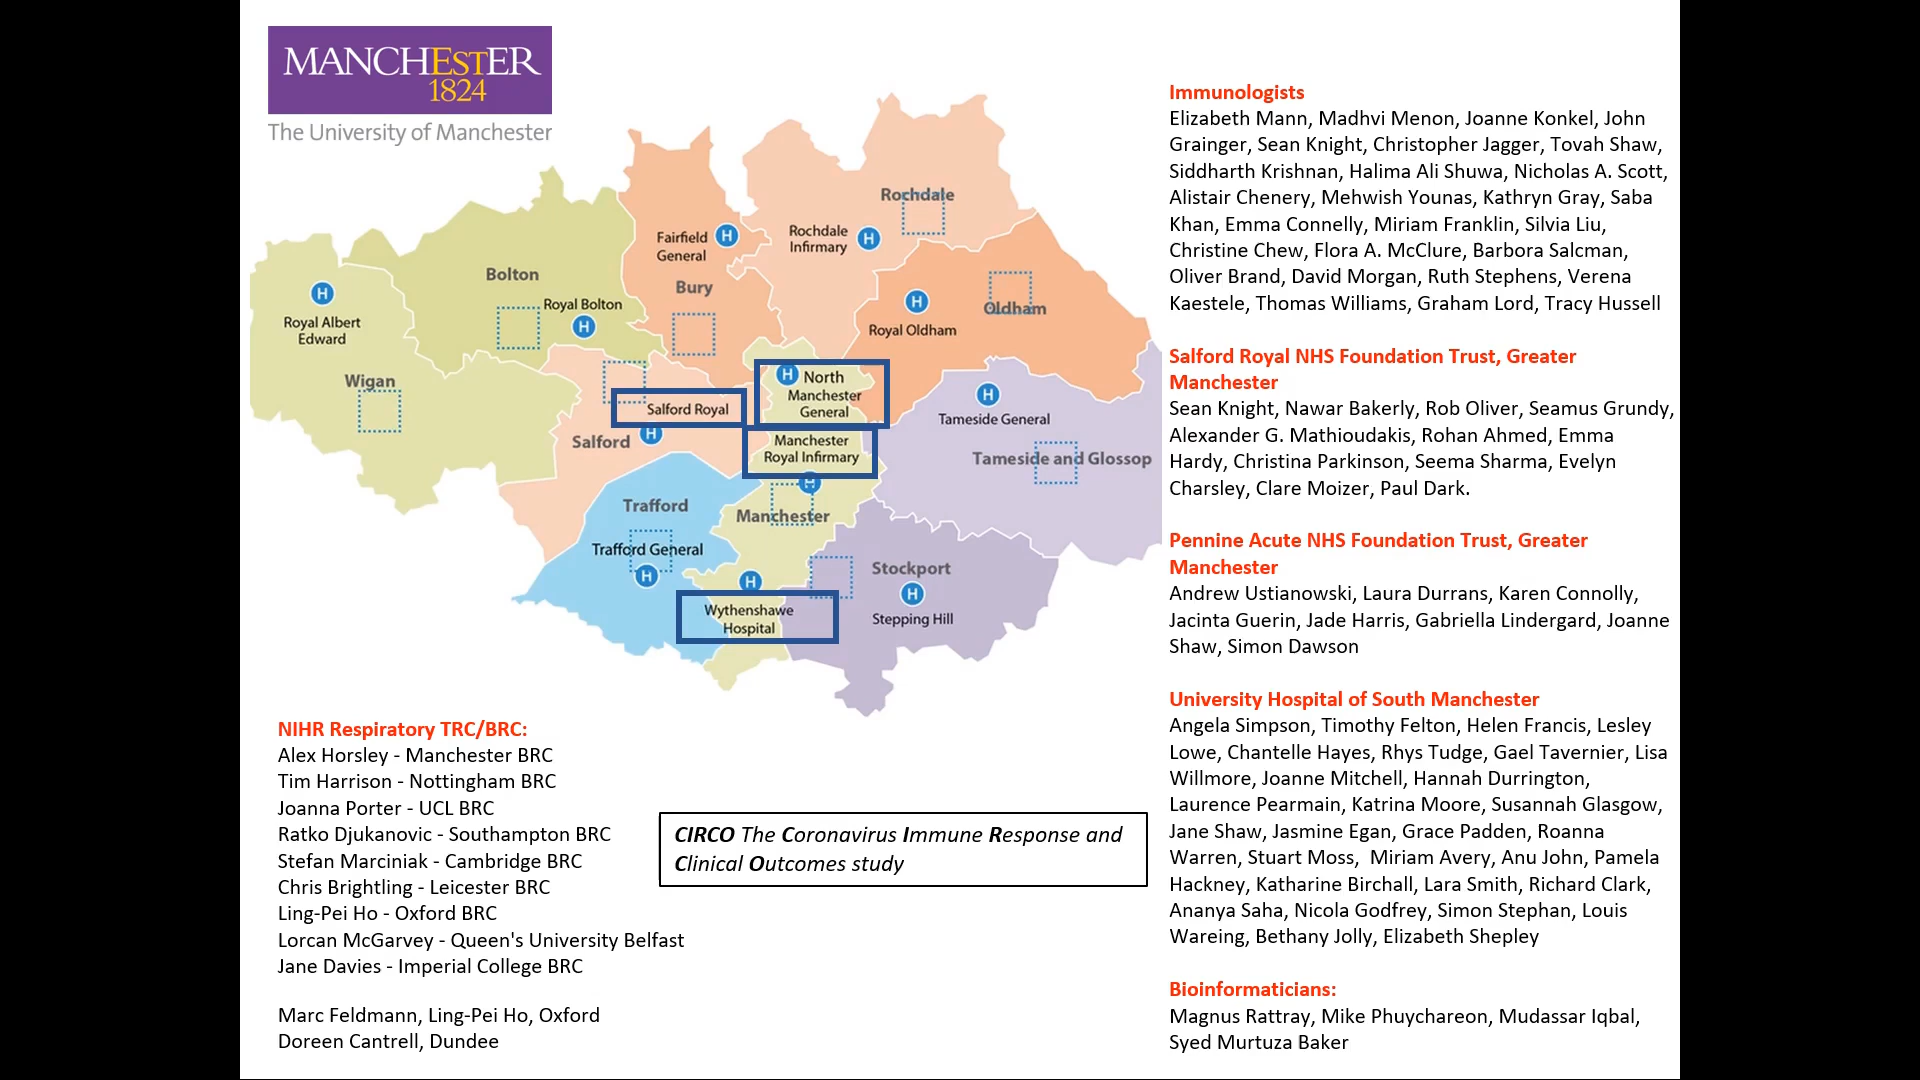 MANCHESTER
1824
The University of Manchester
Rochdale
Fairfield
General
Rochdale
Infirmary
Bolton
Bury
Royal Bolton
Royal Albert
Edward
Oldham
Royal Oldham
Wigan
North
Manchester
General
Salford Royal
Tameside General
Salford
Manchester
Royal Infirmary
Tameside and Glossop
Trafford
Manchester
Trafford General
Stockport
Wythenshawe
Hospital
Stepping Hill
H
H
H
H
H
H
H
H
H
H
H
H
NIHR Respiratory TRC/BRC:
Alex Horsley - Manchester BRC
Tim Harrison - Nottingham BRC
Joanna Porter - UCL BRC
Ratko Djukanovic - Southampton BRC
Stefan Marciniak - Cambridge BRC
Chris Brightling - Leicester BRC
Ling-Pei Ho - Oxford BRC
Lorcan McGarvey - Queen's University Belfast
Jane Davies - Imperial College BRC
Marc Feldmann, Ling-Pei Ho, Oxford
Doreen Cantrell, Dundee
CIRCO The Coronavirus Immune Response and
Clinical Outcomes study
Immunologists
Elizabeth Mann, Madhvi Menon, Joanne Konkel, John
Grainger, Sean Knight, Christopher Jagger, Tovah Shaw,
Siddharth Krishnan, Halima Ali Shuwa, Nicholas A. Scott,
Alistair Chenery, Mehwish Younas, Kathryn Gray, Saba
Khan, Emma Connelly, Miriam Franklin, Silvia Liu,
Christine Chew, Flora A. McClure, Barbora Salcman,
Oliver Brand, David Morgan, Ruth Stephens, Verena
Kaestele, Thomas Williams, Graham Lord, Tracy Hussell
Salford Royal NHS Foundation Trust, Greater
Manchester
Sean Knight, Nawar Bakerly, Rob Oliver, Seamus Grundy,
Alexander G. Mathioudakis, Rohan Ahmed, Emma
Hardy, Christina Parkinson, Seema Sharma, Evelyn
Charsley, Clare Moizer, Paul Dark.
Pennine Acute NHS Foundation Trust, Greater
Manchester
Andrew Ustianowski, Laura Durrans, Karen Connolly,
Jacinta Guerin, Jade Harris, Gabriella Lindergard, Joanne
Shaw, Simon Dawson
University Hospital of South Manchester
Angela Simpson, Timothy Felton, Helen Francis, Lesley
Lowe, Chantelle Hayes, Rhys Tudge, Gael Tavernier, Lisa
Willmore, Joanne Mitchell, Hannah Durrington,
Laurence Pearmain, Katrina Moore, Susannah Glasgow,
Jane Shaw, Jasmine Egan, Grace Padden, Roanna
Warren, Stuart Moss, Miriam Avery, Anu John, Pamela
Hackney, Katharine Birchall, Lara Smith, Richard Clark,
Ananya Saha, Nicola Godfrey, Simon Stephan, Louis
Wareing, Bethany Jolly, Elizabeth Shepley
Bioinformaticians:
Magnus Rattray, Mike Phuychareon, Mudassar Iqbal,
Syed Murtuza Baker